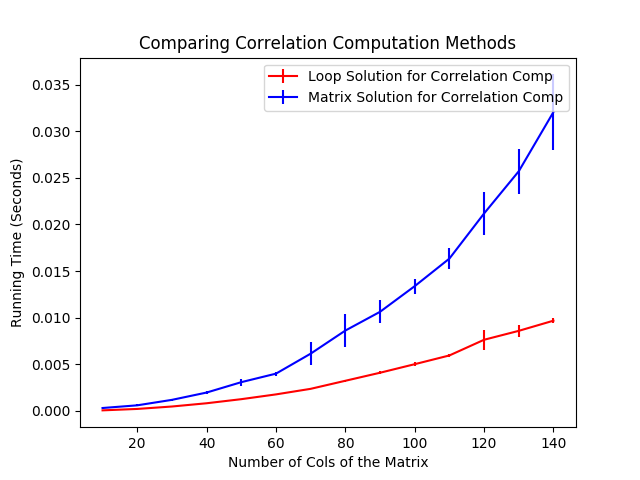 Comparing Correlation Computation Methods
Loop Solution for Correlation Comp
Matrix Solution for Correlation Comp
Running Time (Seconds)
0.035
0.030
0.025
0.020
0.015
0.010
0.005
0.000
20 40 60 80 100 120 140
Number of Cols of the Matrix